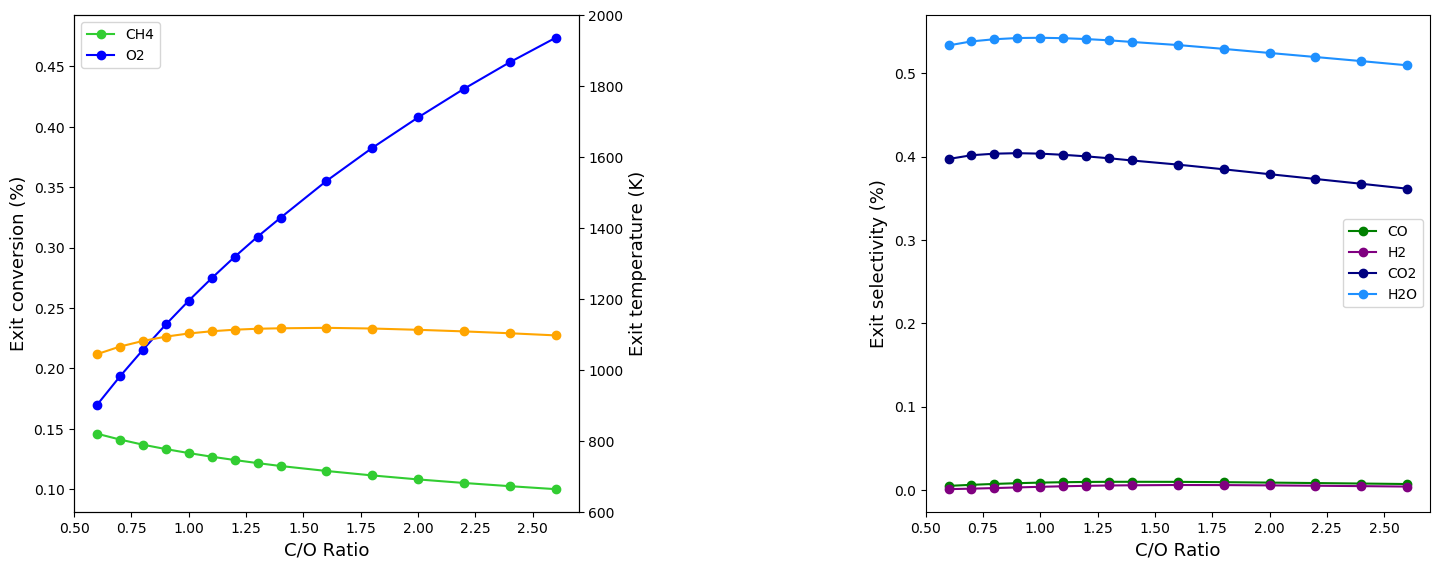 CH4
O2
Exit conversion (%)
0.45
0.40
0.35
0.30
0.25
0.20
0.15
0.10
0.50 0.75 1.00 1.25 1.50 1.75 2.00 2.25 2.50
C/O Ratio
2000
1800
1600
1400
1200
1000
800
600
Exit temperature (K)
Exit selectivity (%)
0.5
0.4
0.3
0.2
0.1
0.0
CO
H2
CO2
H2O
0.50 0.75 1.00 1.25 1.50 1.75 2.00 2.25 2.50
C/O Ratio